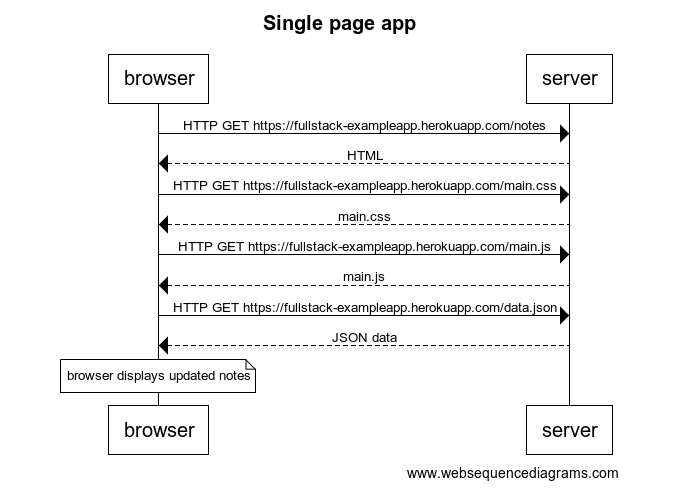 Single page app
browser
server
HTTP GET https://fullstack-exampleapp.herokuapp.com/notes
HTML
HTTP GET https://fullstack-exampleapp.herokuapp.com/main.css
main.css
HTTP GET https://fullstack-exampleapp.herokuapp.com/main.js
main.js
HTTP GET https://fullstack-exampleapp.herokuapp.com/data.json
JSON data
browser displays updated notes
browser
server
www.websequencediagrams.com